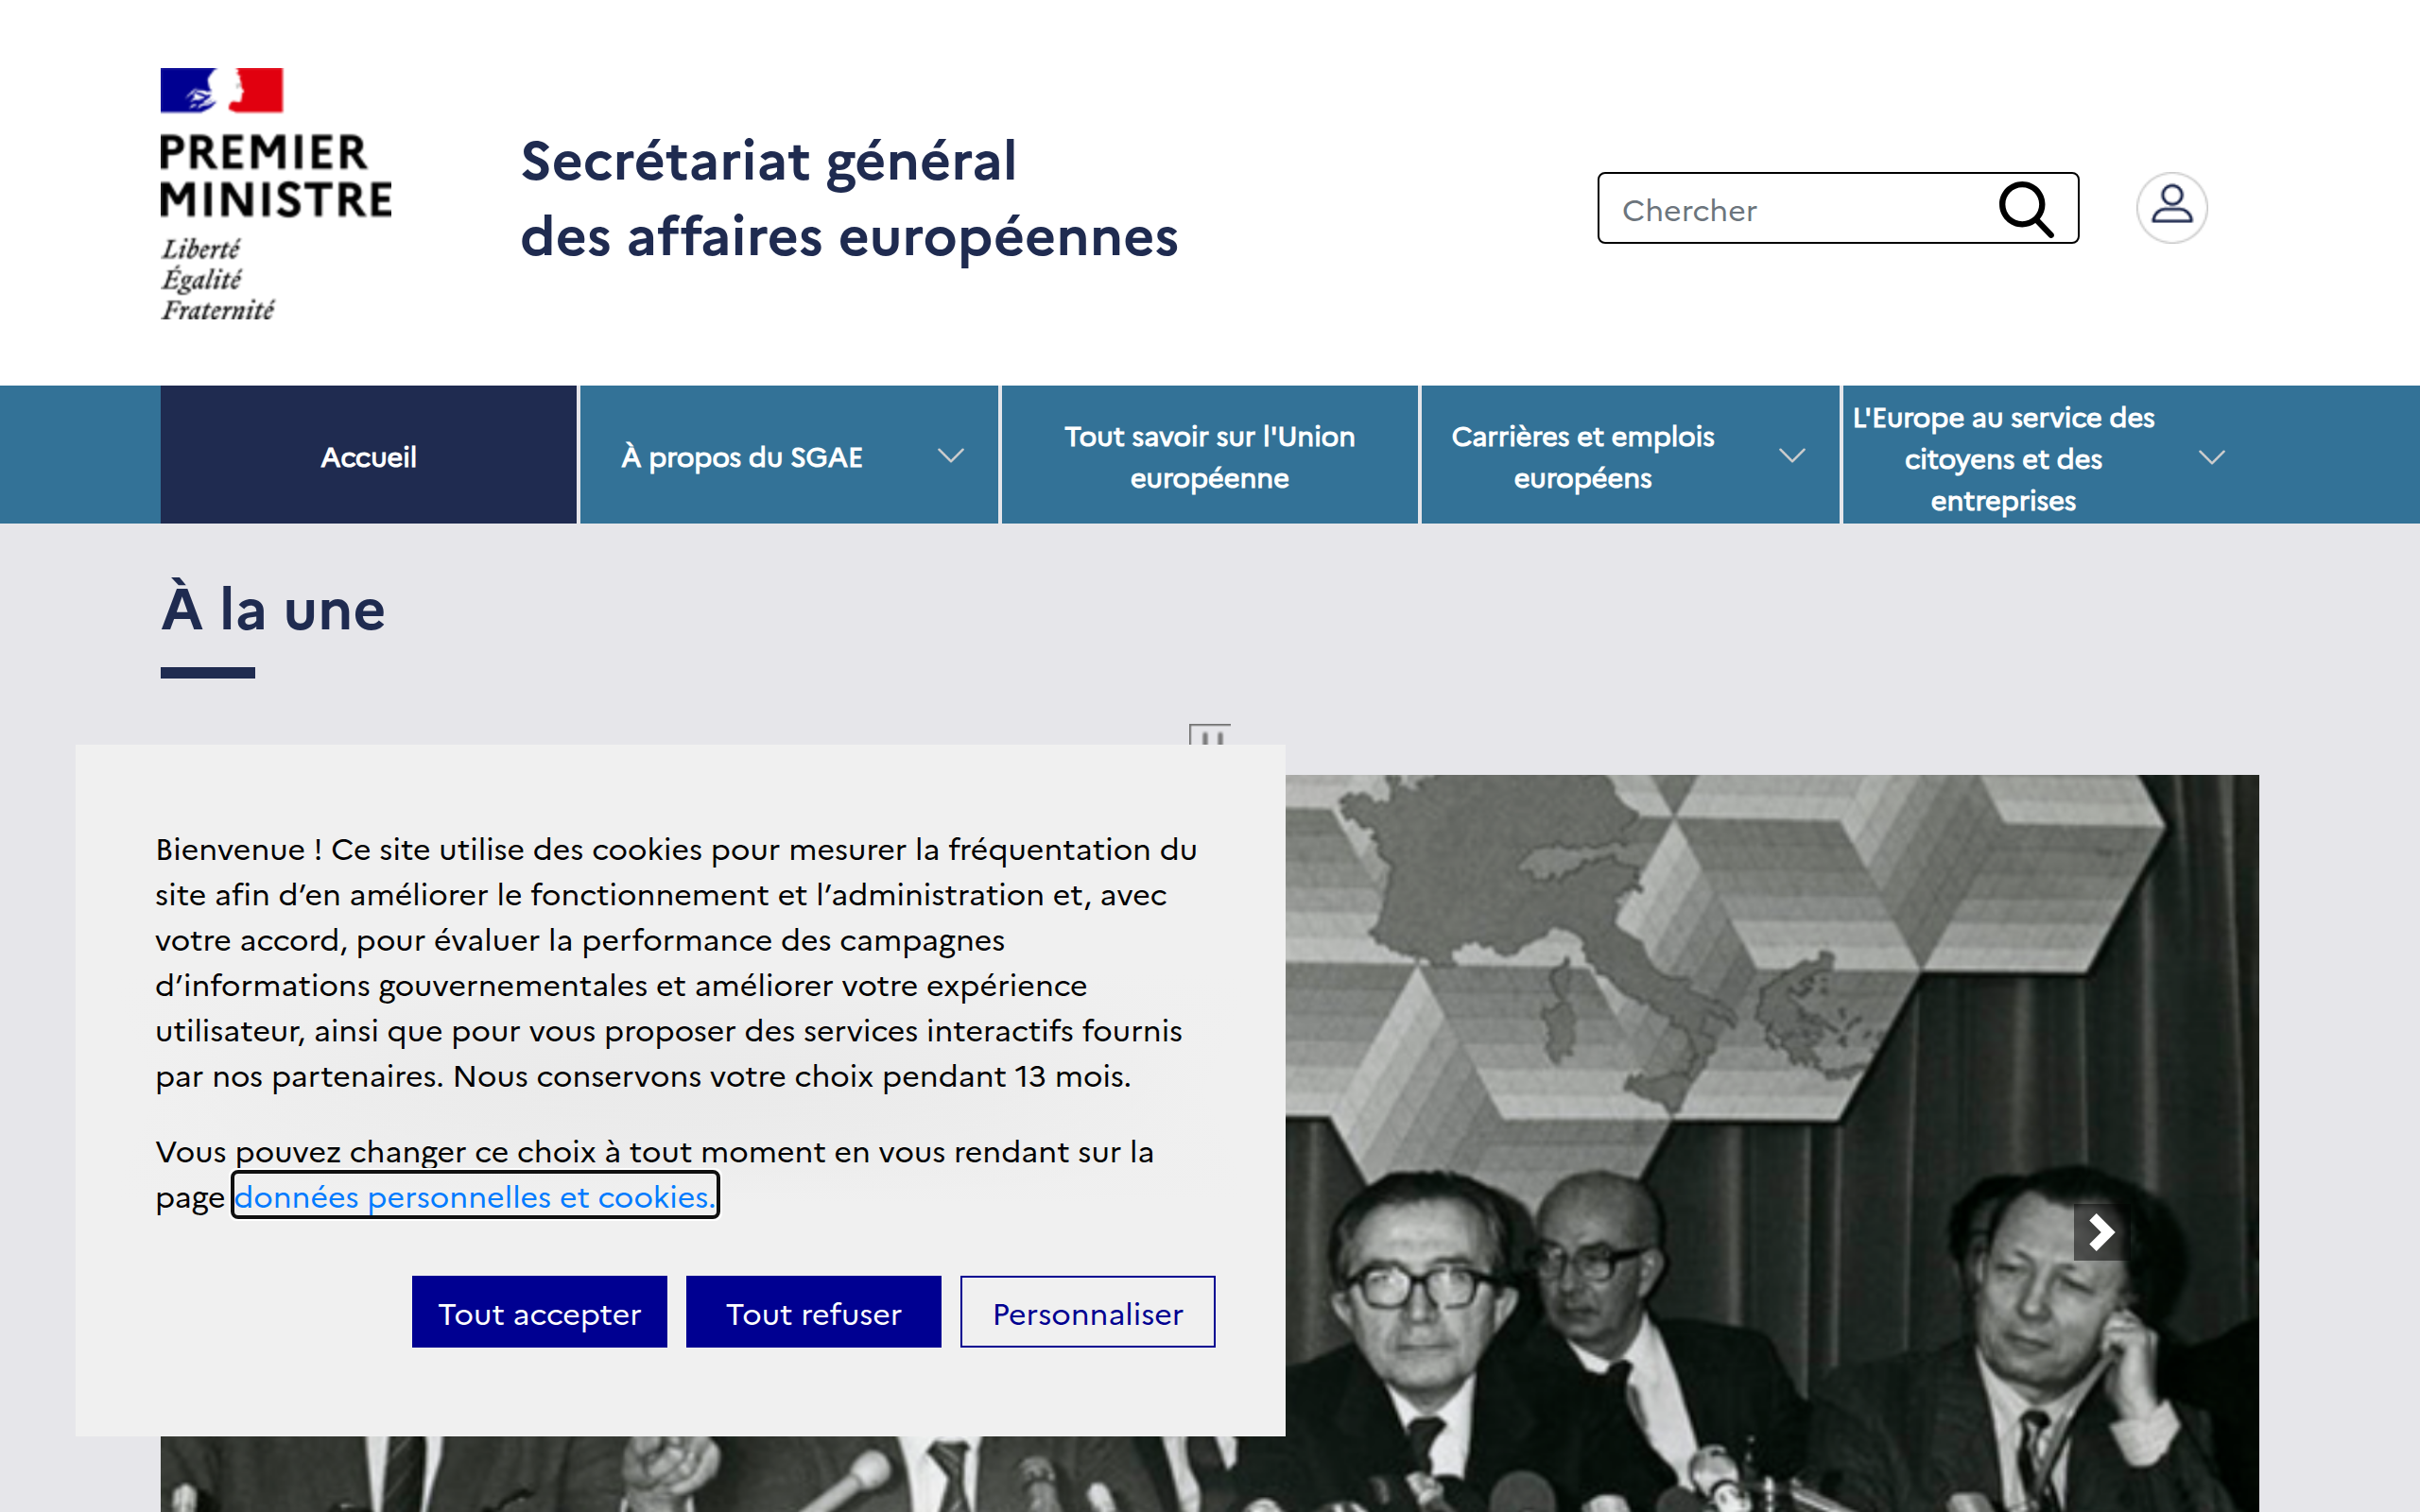 PREMIER
MINISTRE
Liberté
Égalité
Fraternité
Secrétariat général
des affaires européennes
Chercher
Accueil
À propos du SGAE
Tout savoir sur l'Union
européenne
Carrières et emplois
européens
L'Europe au service des
citoyens et des
entreprises
À la une
Bienvenue ! Ce site utilise des cookies pour mesurer la fréquentation du
site afin d’en améliorer le fonctionnement et l’administration et, avec
votre accord, pour évaluer la performance des campagnes
d’informations gouvernementales et améliorer votre expérience
utilisateur, ainsi que pour vous proposer des services interactifs fournis
par nos partenaires. Nous conservons votre choix pendant 13 mois.
Vous pouvez changer ce choix à tout moment en vous rendant sur la
page données personnelles et cookies.
Tout accepter
Tout refuser
Personnaliser